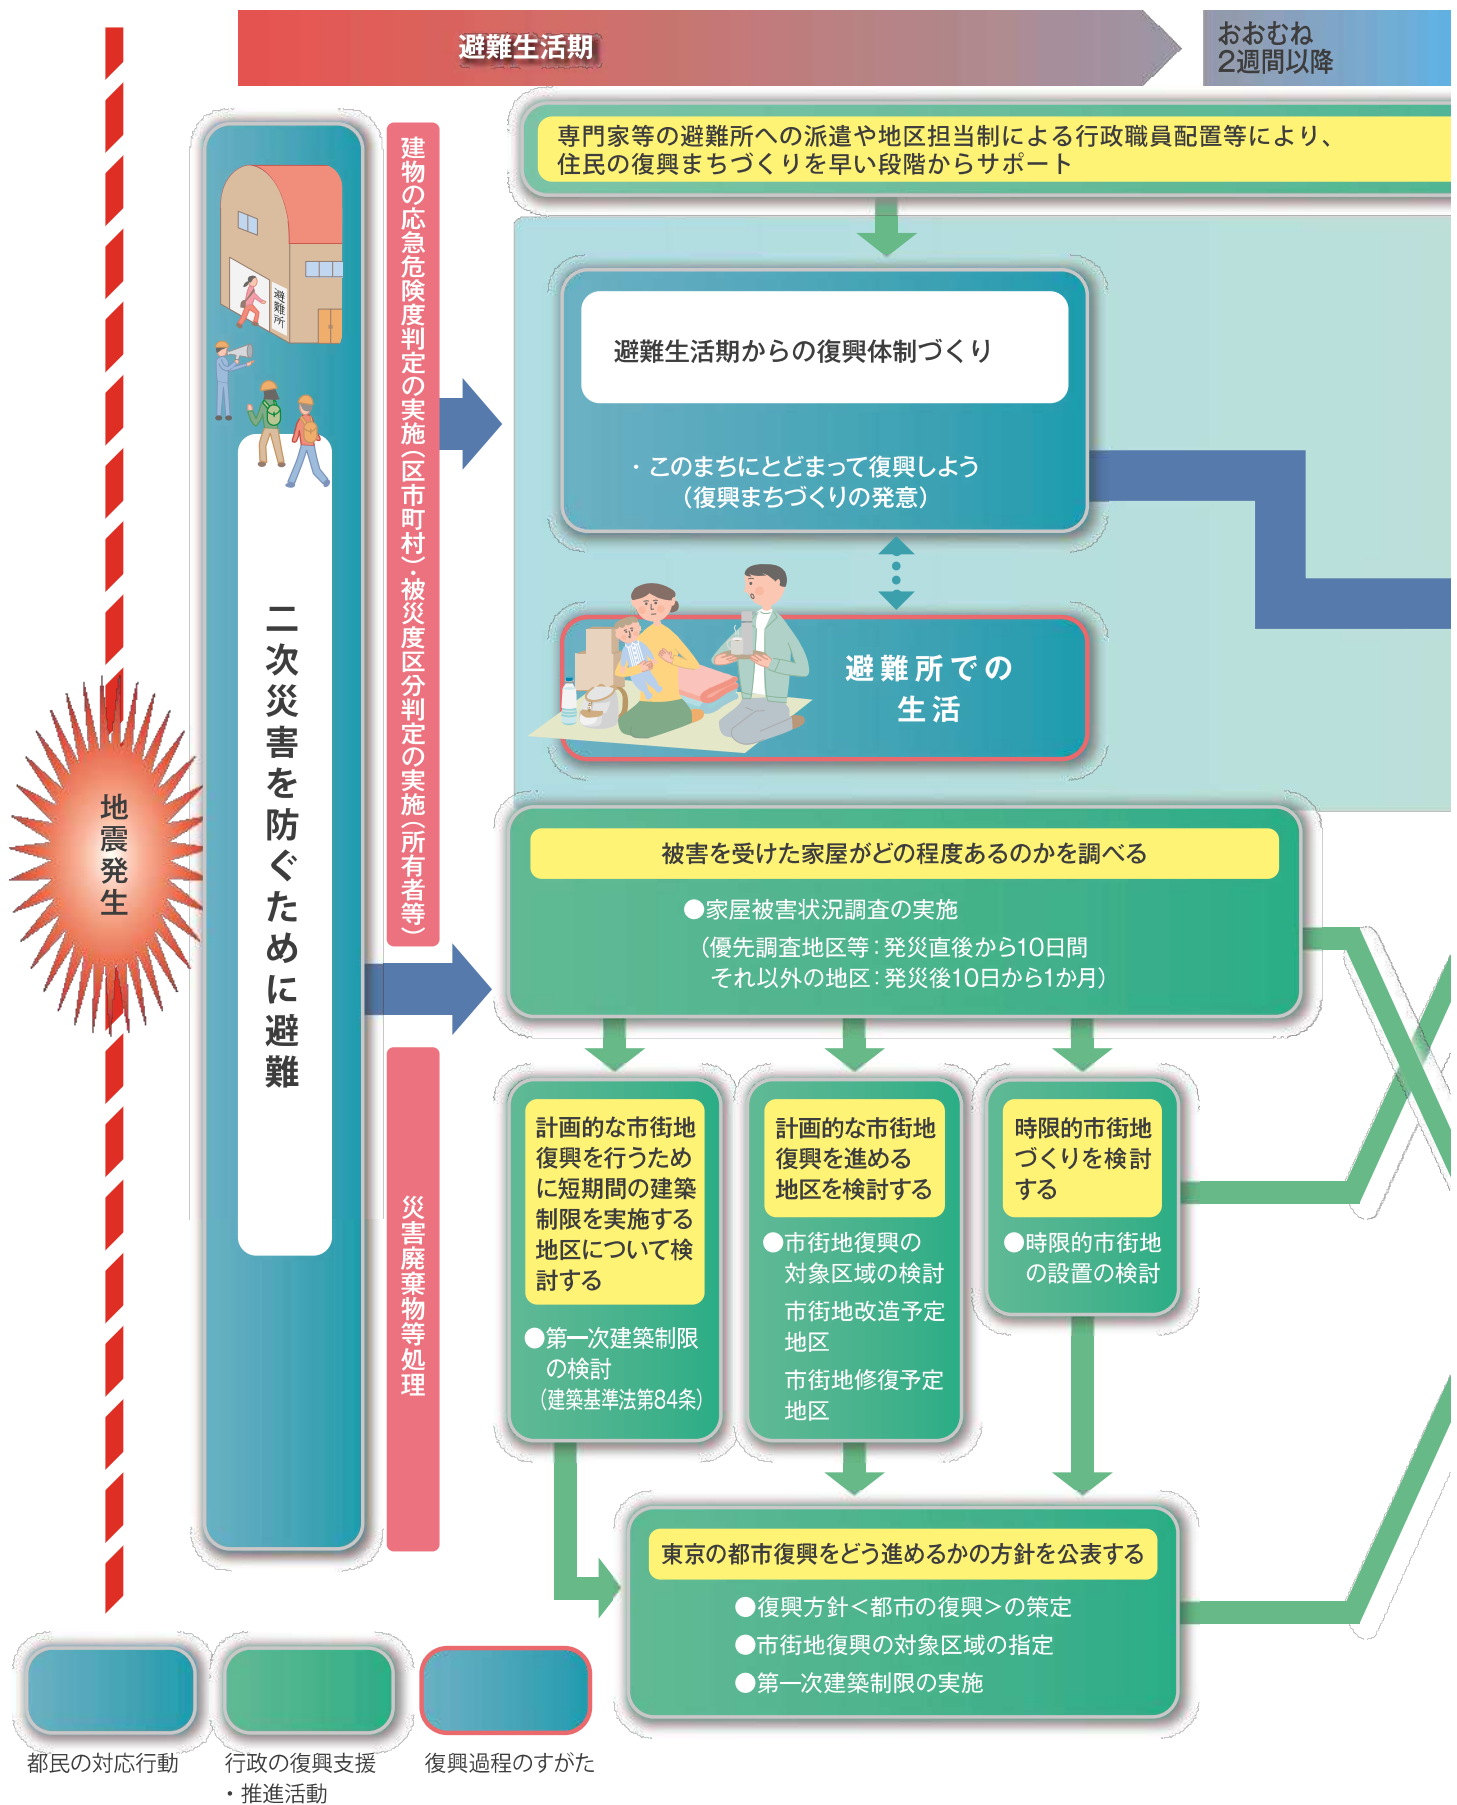 避難生活期
おおむね
2週間以降
専門家等の避難所への派遣や地区担当制による行政職員配置等により、
住民の復興まちづくりを早い段階からサポート
地震発生
避難所
二次災害を防ぐために避難
建物の応急危険度判定の実施（区市町村）・被災度区分判定の実施（所有者等）
災害廃棄物等処理
避難生活期からの復興体制づくり
・このまちにとどまって復興しよう
（復興まちづくりの発意）
避難所での
生活
被害を受けた家屋がどの程度あるのかを調べる
●家屋被害状況調査の実施
（優先調査地区等：発災直後から10日間
それ以外の地区：発災後10日から1か月）
計画的な市街地
復興を行うため
に短期間の建築
制限を実施する
地区について検
討する
●第一次建築制限
の検討
（建築基準法第84条）
計画的な市街地
復興を進める
地区を検討する
●市街地復興の
対象区域の検討
市街地改造予定
地区
市街地修復予定
地区
時限的市街地
づくりを検討
する
●時限的市街地
の設置の検討
東京の都市復興をどう進めるかの方針を公表する
●復興方針＜都市の復興＞の策定
●市街地復興の対象区域の指定
●第一次建築制限の実施
都民の対応行動
行政の復興支援
・推進活動
復興過程のすがた